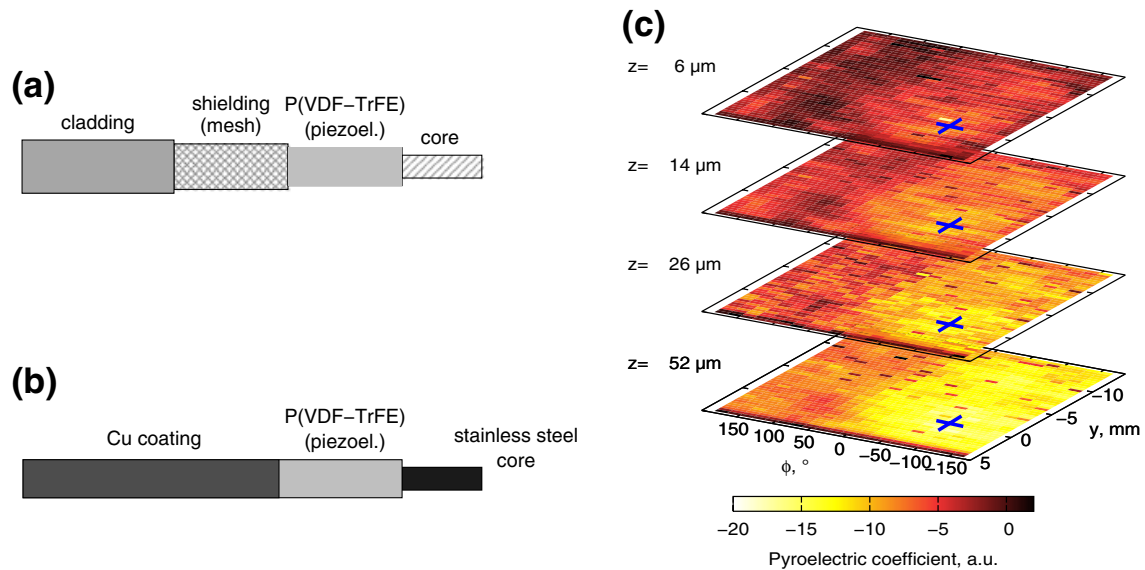 (a)
cladding
shielding
(mesh)
P(VDF−TrFE)
(piezoel.)
core
(b)
Cu coating
P(VDF−TrFE)
(piezoel.)
stainless steel
core
(c)
z= 6 µm
z= 14 µm
z= 26 µm
z= 52 µm
150 100 50 0 −50 −100 −150
ϕ, °
5 0 −5 −10
y, mm
−20 −15 −10 −5 0
Pyroelectric coefficient, a.u.